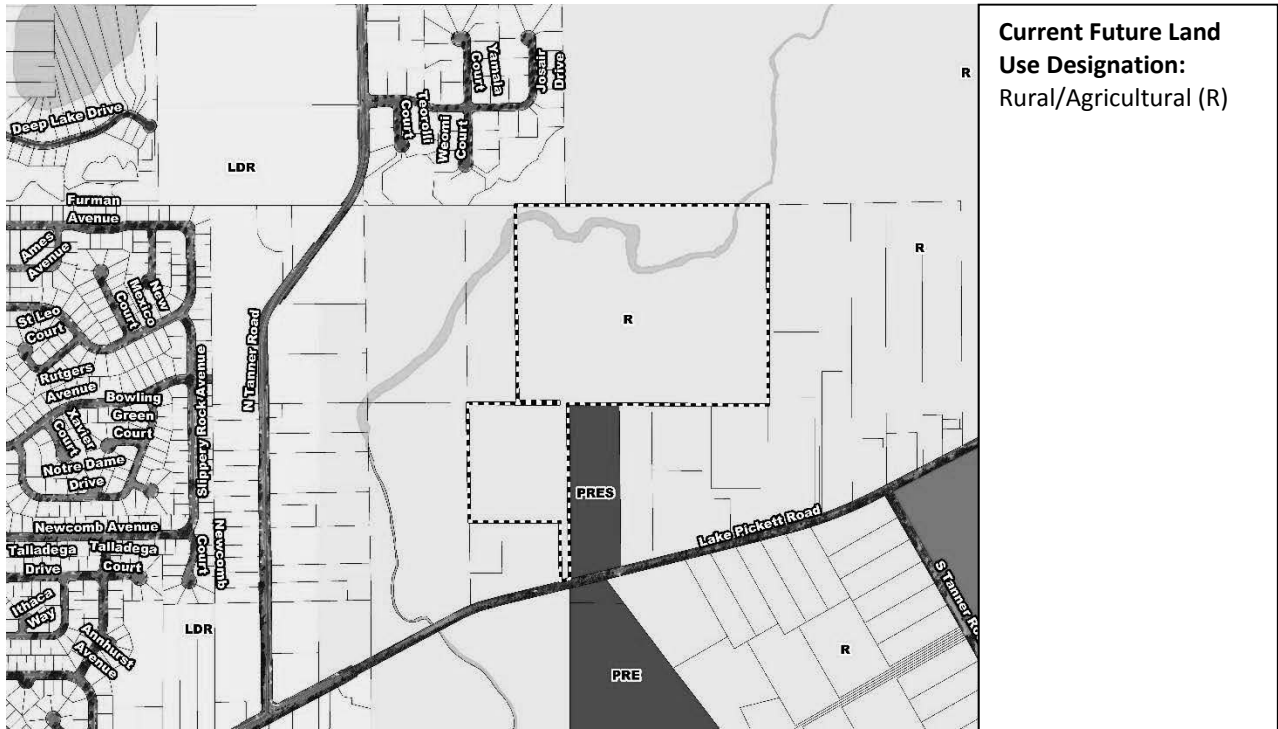 Current Future Land
Use Designation:
Rural/Agricultural (R)
Yamala
Court
Josair
Drive
Teorolli
Court
Weomi
Court
R
Deep Lake Drive
LDR
Furman
Avenue
Ames
Avenue
New
Mexico
Court
St Leo
Court
Rutgers
Avenue
N Tanner Road
R
R
Bowling
Green
Court
Xavier
Court
Slippery Rock Avenue
Notre Dame
Drive
PRES
Newcomb Avenue
Newcomb
Court
Lake Pickett Road
Talladega
Drive
Talladega
Court
Ithaca
Way
Annhurst
Avenue
LDR
S Tanner Ro
R
PRE